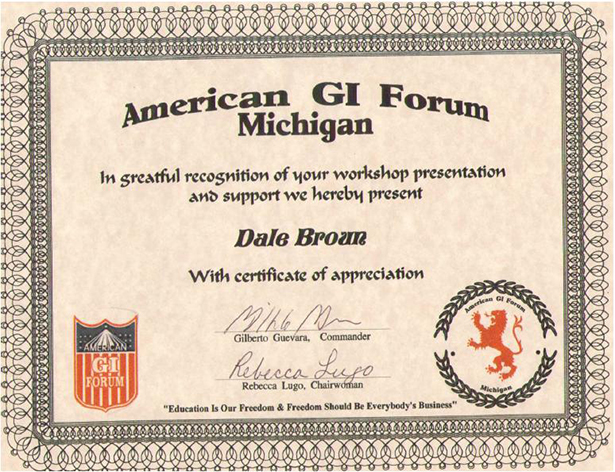 American GI Forum
Michigan
In greatful recognition of your workshop presentation
and support we hereby present
Dale Brown
With certificate of appreciation
Gilberto Guevara, Commander
Rebecca Lugo
Rebecca Lugo, Chairwoman
AMERICAN
GI
FORUM
American GI Forum
Michigan
"Education Is Our Freedom & Freedom Should Be Everybody's Business"